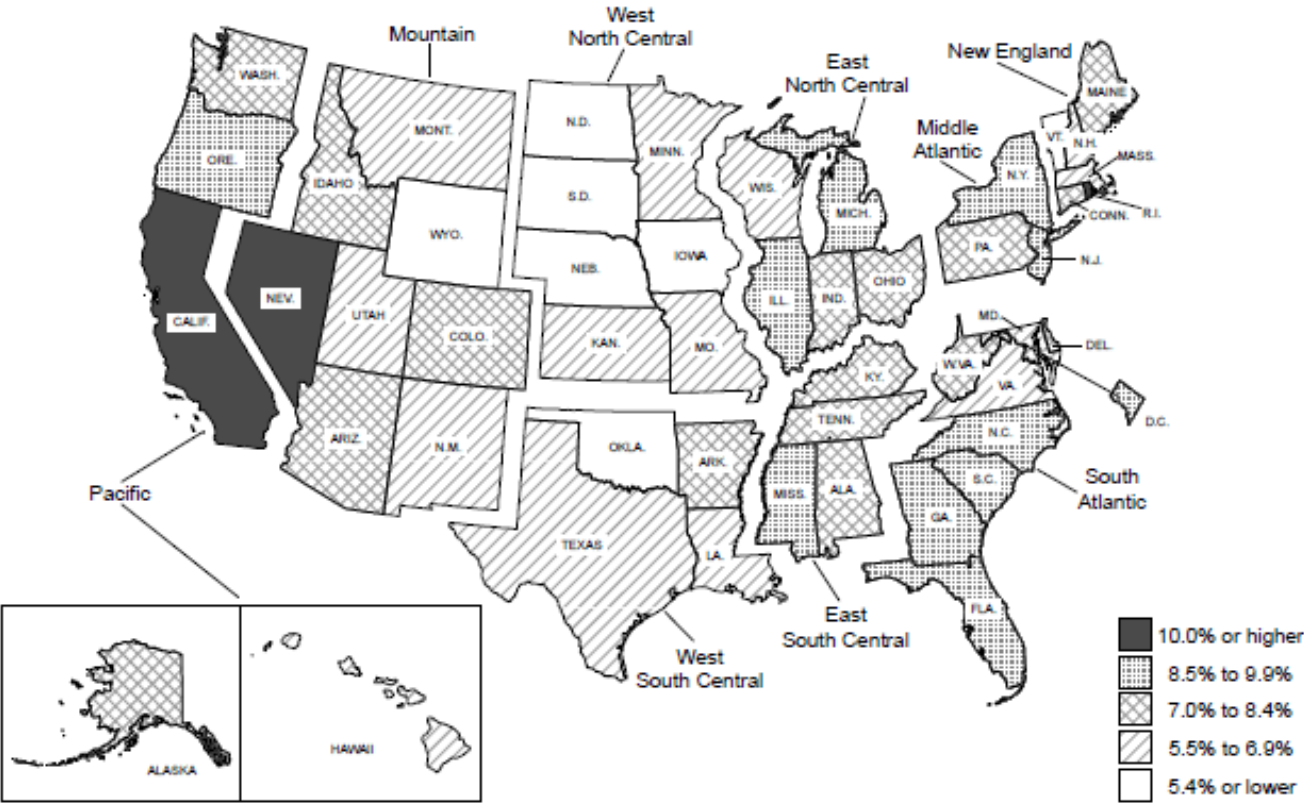 West
North Central
Mountain
New England
East
North Central
WASH.
MAINE
N.D.
MONT.
Middle
Atlantic
VT.
N.H.
MASS.
MINN.
ORE.
N.Y.
IDAHO
WIS.
S.D.
MICH.
CONN.
R.I.
WYO.
PA.
IOWA
N.J.
NEB.
OHIO
NEV.
ILL.
IND.
UTAH
CALIF.
MD.
COLO.
KAN.
MO.
DEL.
W.VA.
KY.
VA.
TENN.
D.C.
ARIZ.
N.M.
OKLA.
N.C.
ARK.
S.C.
South
Atlantic
Pacific
MISS.
ALA.
GA.
TEXAS
LA.
FLA.
East
South Central
West
South Central
HAWAII
ALASKA
10.0% or higher
8.5% to 9.9%
7.0% to 8.4%
5.5% to 6.9%
5.4% or lower